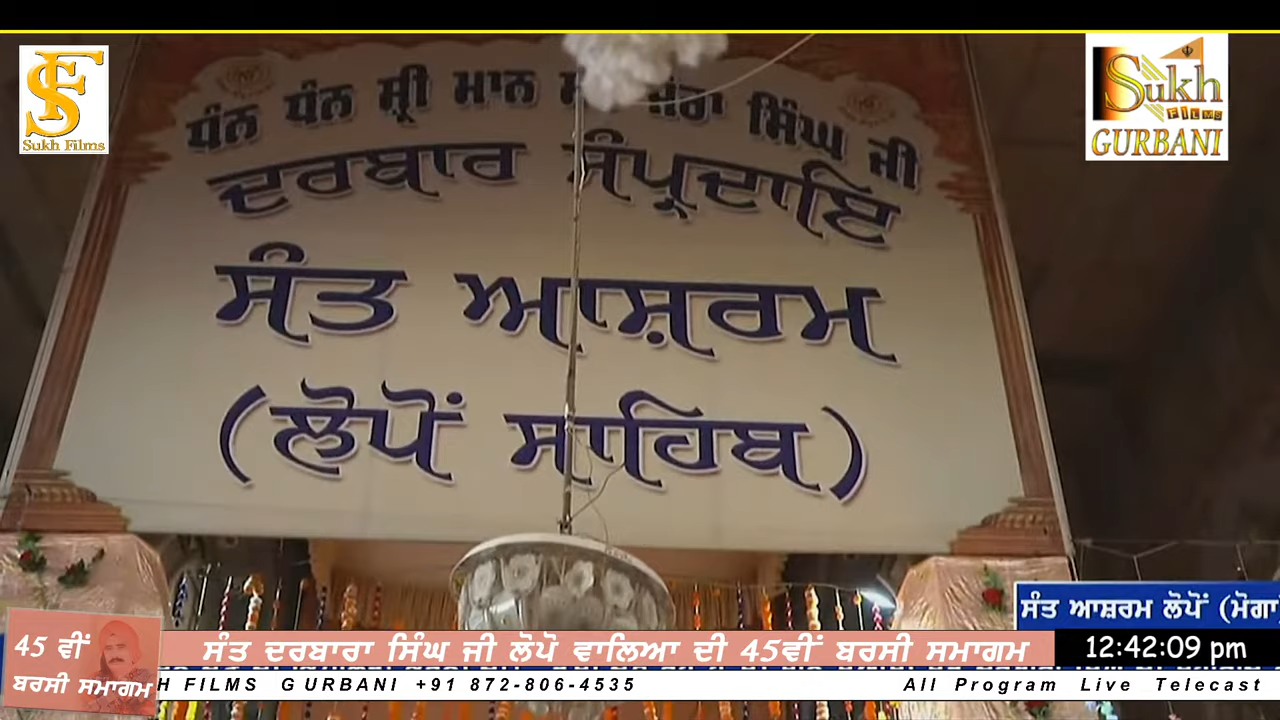 SF
Sukh Films
Sukh
FILMS
GURBANI
ਧੰਨ ਧੰਨ ਸ਼੍ਰੀ ਮਾਨ ਸਿੰਘ ਜੀ
ਦਰਬਾਰ ਸੰਪ੍ਰਦਾਇ
ਸੰਤ ਆਸ਼ਰਮ
(ਲੋਪੋਂ ਸਾਹਿਬ)
ਸੰਤ ਆਸ਼ਰਮ ਲੋਪੋਂ (ਮੋਗਾ)
45 ਵੀਂ
ਬਰਸੀ ਸਮਾਗਮ
ਸੰਤ ਦਰਬਾਰਾ ਸਿੰਘ ਜੀ ਲੋਪੋ ਵਾਲਿਆ ਦੀ 45ਵੀਂ ਬਰਸੀ ਸਮਾਗਮ
12:42:09 pm
H FILMS GURBANI +91 872-806-4535
All Program Live Telecast